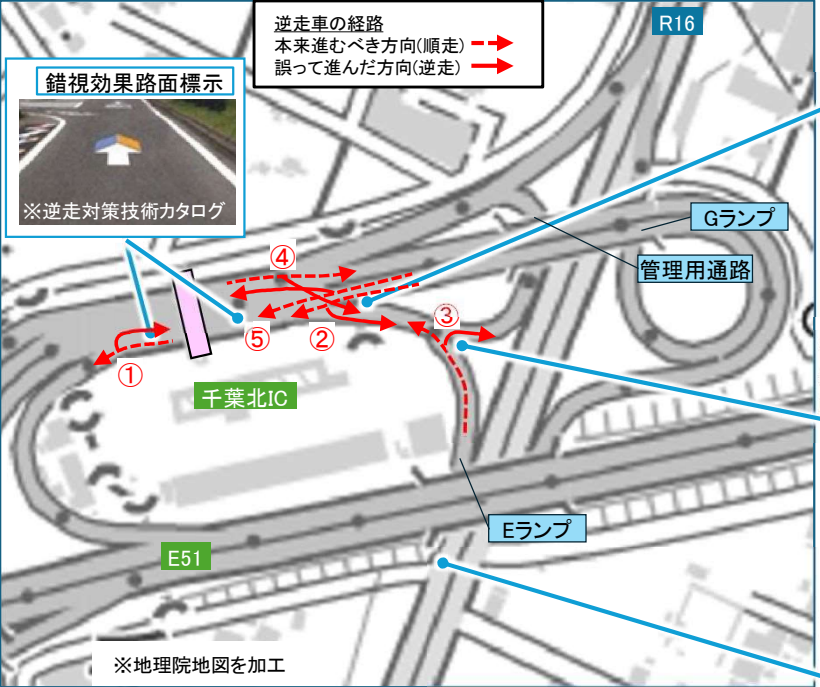 逆走車の経路
本来進むべき方向(順走)
誤って進んだ方向(逆走)
R16
錯視効果路面標示
※逆走対策技術カタログ
Gランプ
管理用通路
④
③
⑤
②
①
千葉北IC
Eランプ
E51
※地理院地図を加工